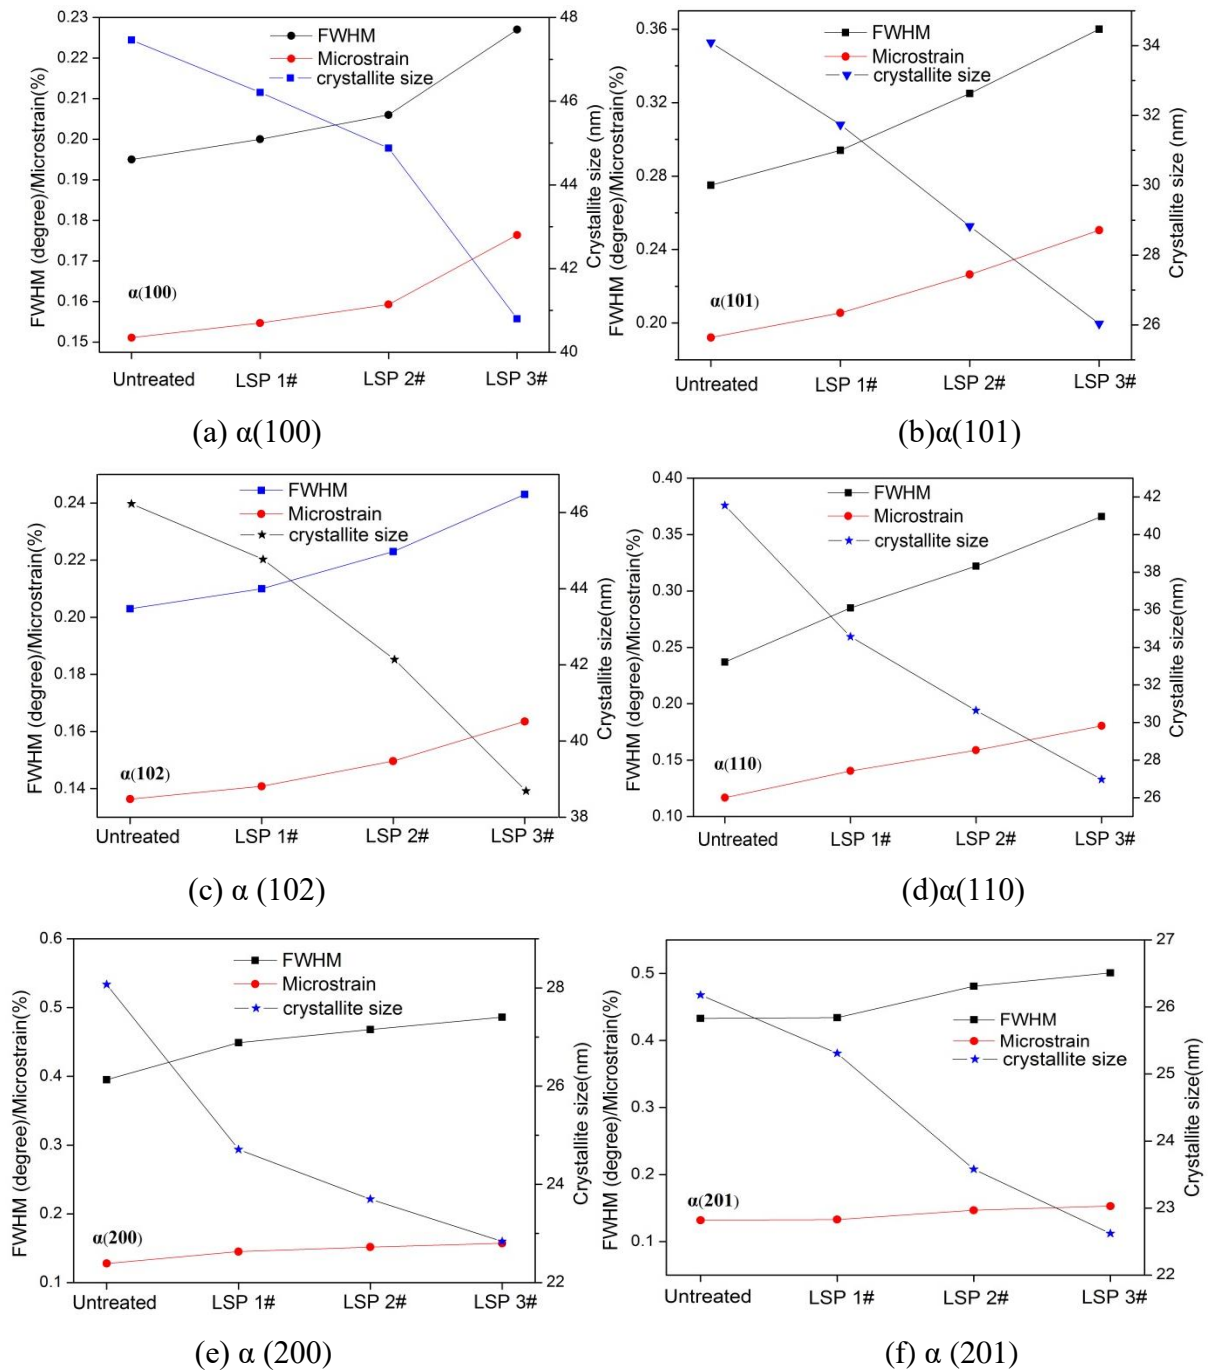 0.23
0.22
0.21
0.20
0.19
0.18
0.17
0.16
0.15
FWHM (degree)/Microstrain(%)
FWHM
Microstrain
crystallite size
α(100)
48
46
44
42
40
Crystallite size (nm)
Untreated LSP 1# LSP 2# LSP 3#
(a) α(100)
0.36
0.32
0.28
0.24
0.20
FWHM (degree)/Microstrain(%)
FWHM
Microstrain
crystallite size
α(101)
34
32
30
28
26
Crystallite size (nm)
Untreated LSP 1# LSP 2# LSP 3#
(b)α(101)
0.24
0.22
0.20
0.18
0.16
0.14
FWHM (degree)/Microstrain(%)
FWHM
Microstrain
crystallite size
α(102)
46
44
42
40
38
Crystallite size(nm)
Untreated LSP 1# LSP 2# LSP 3#
(c) α (102)
0.40
0.35
0.30
0.25
0.20
0.15
0.10
FWHM (degree)/Microstrain(%)
FWHM
Microstrain
crystallite size
α(110)
42
40
38
36
34
32
30
28
26
Crystallite size(nm)
Untreated LSP 1# LSP 2# LSP 3#
(d)α(110)
0.6
0.5
0.4
0.3
0.2
0.1
FWHM (degree)/Microstrain(%)
FWHM
Microstrain
crystallite size
α(200)
28
26
24
22
Crystallite size(nm)
Untreated LSP 1# LSP 2# LSP 3#
(e) α (200)
0.5
0.4
0.3
0.2
0.1
FWHM (degree)/Microstrain(%)
FWHM
Microstrain
crystallite size
α(201)
27
26
25
24
23
22
Crystallite size(nm)
Untreated LSP 1# LSP 2# LSP 3#
(f) α (201)